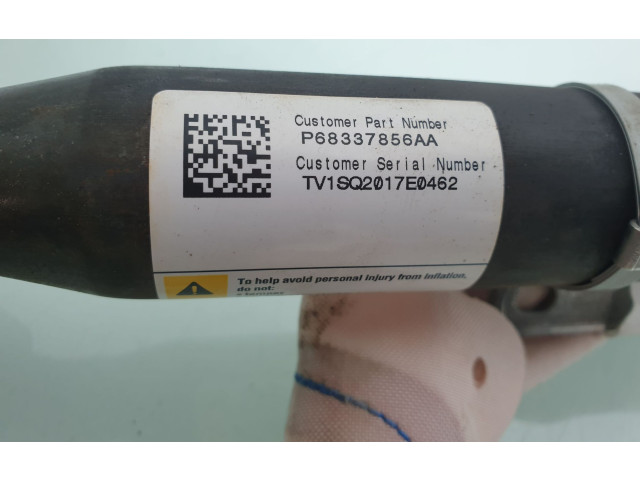 Customer Part Number
P68337856AA
Customer Serial Number
TV1SQ2017E0462
To help avoid personal injury from inflation,
do not: